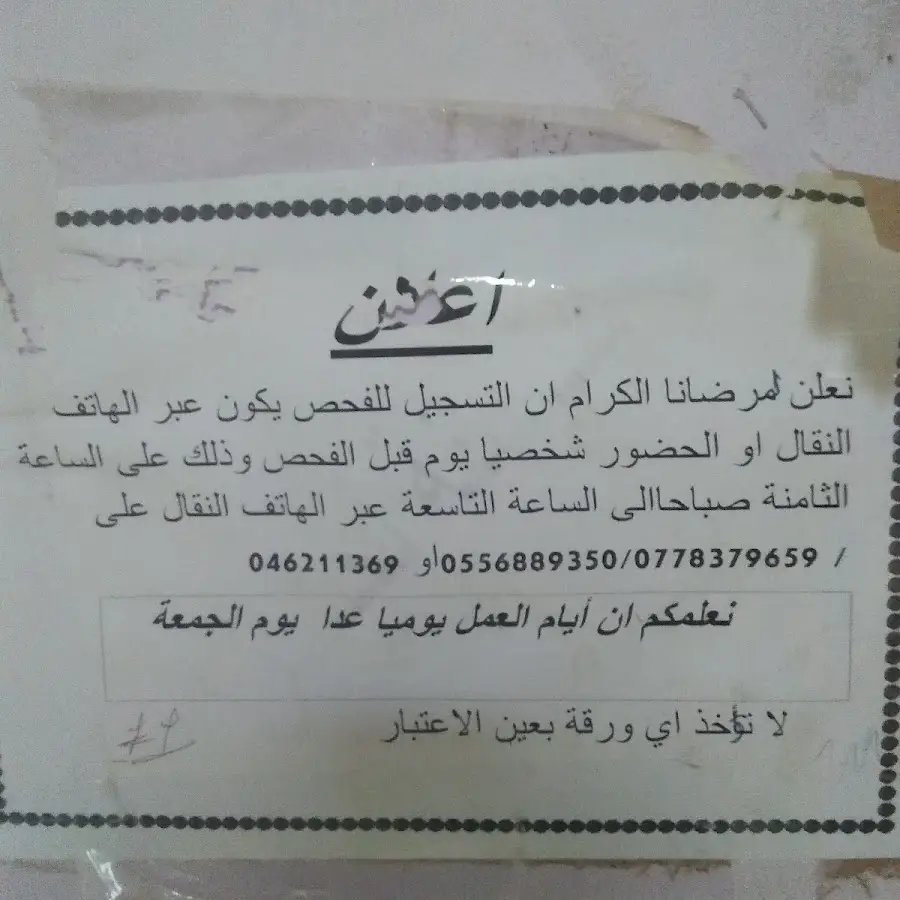 اعلان
نعلن لمرضانا الكرام ان التسجيل للفحص يكون عبر الهاتف
النقال او الحضور شخصيا يوم قبل الفحص وذلك على الساعة
الثامنة صباحاالى الساعة التاسعة عبر الهاتف النقال على
/ 0556889350/0778379659او 046211369
نعلمكم ان أيام العمل يوميا عدا يوم الجمعة
لا تؤخذ اي ورقة بعين الاعتبار